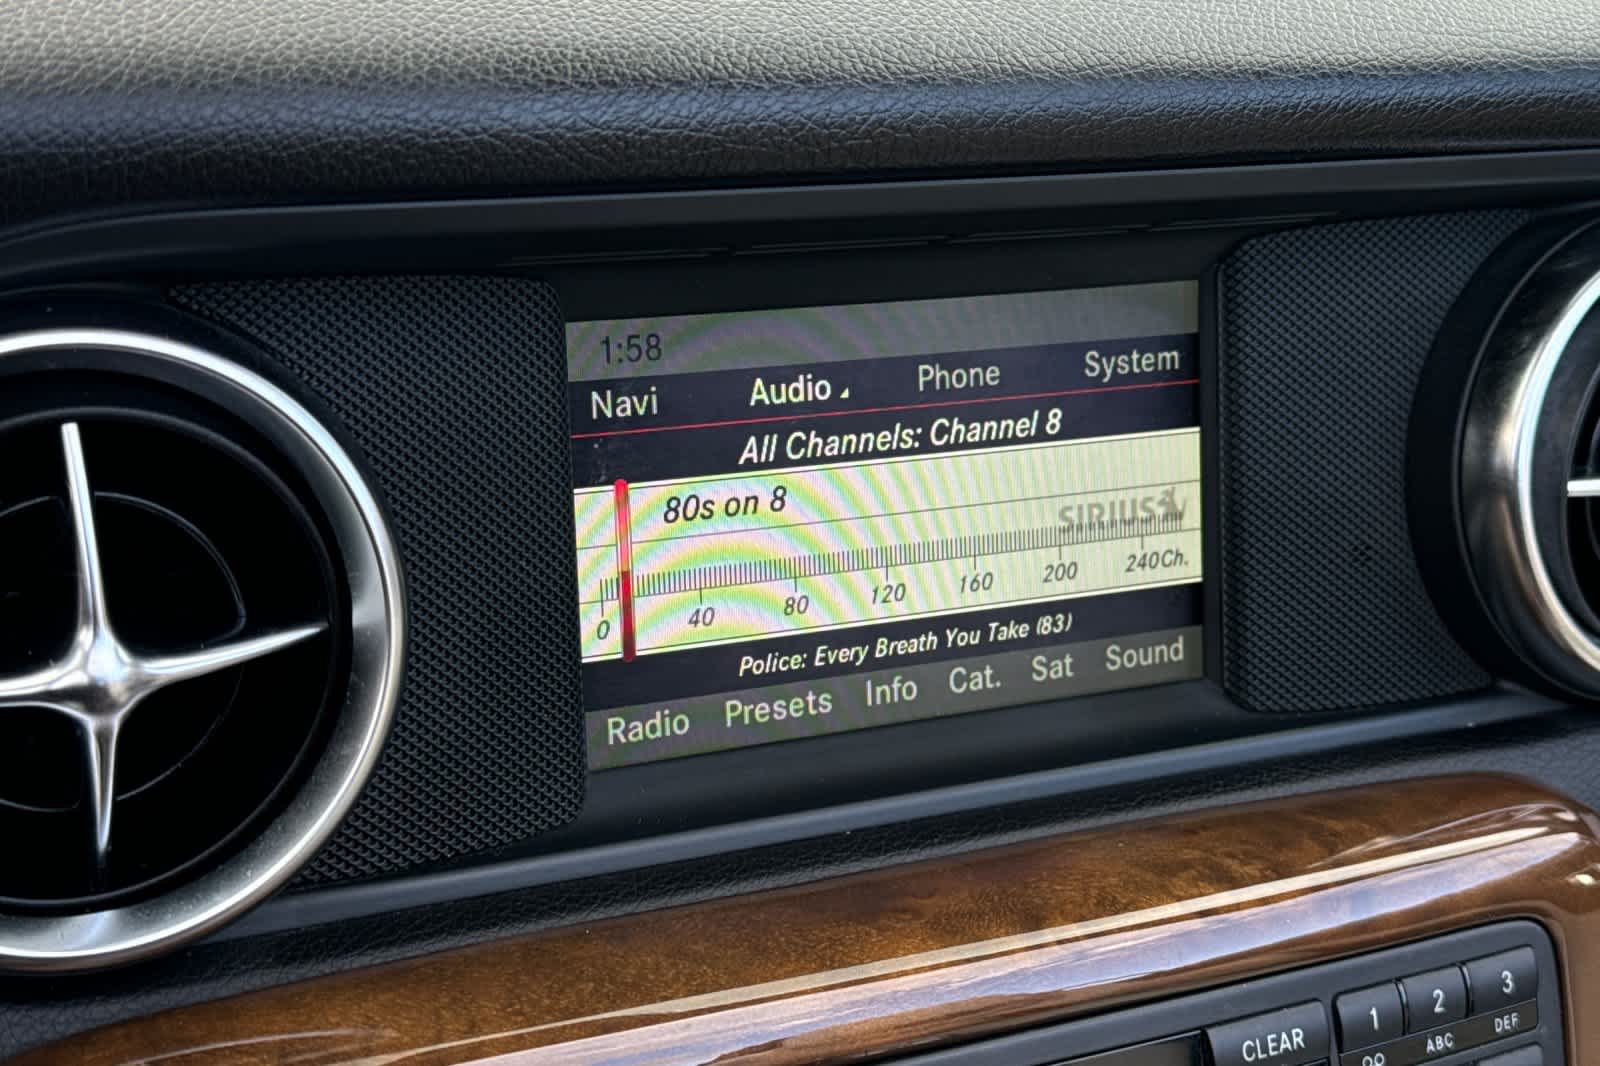 1:58
Navi Audio Phone System
All Channels: Channel 8
80s on 8
SIRIUS
0 40 80 120 160 200 240Ch.
Police: Every Breath You Take (83)
Radio Presets Info Cat. Sat Sound
CLEAR 1 2 3
ABC DEF